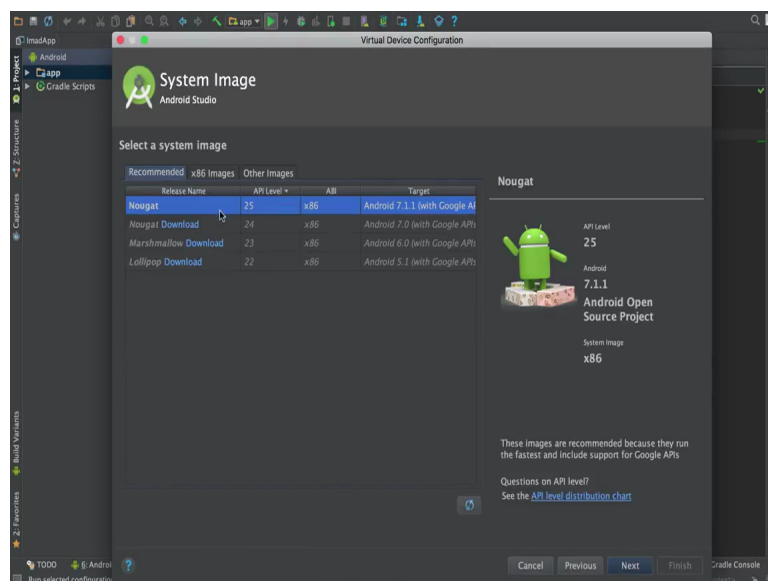 app
?
ImadApp
Virtual Device Configuration
Android
app
Gradle Scripts
1: Project
Z: Structure
Captures
Build Variants
2: Favorites
System Image
Android Studio
Select a system image
Recommended x86 Images Other Images
Release Name API Level ABI Target
Nougat 25 x86 Android 7.1.1 (with Google AP
Nougat Download 24 x86 Android 7.0 (with Google APIs
Marshmallow Download 23 x86 Android 6.0 (with Google APIs
Lollipop Download 22 x86 Android 5.1 (with Google APIs
Nougat
API Level
25
Android
7.1.1
Android Open
Source Project
System Image
x86
These images are recommended because they run
the fastest and include support for Google APIs
Questions on API level?
See the API level distribution chart
?
Cancel Previous Next Finish
TODO 6: Androi Gradle Console
Run selected configuration